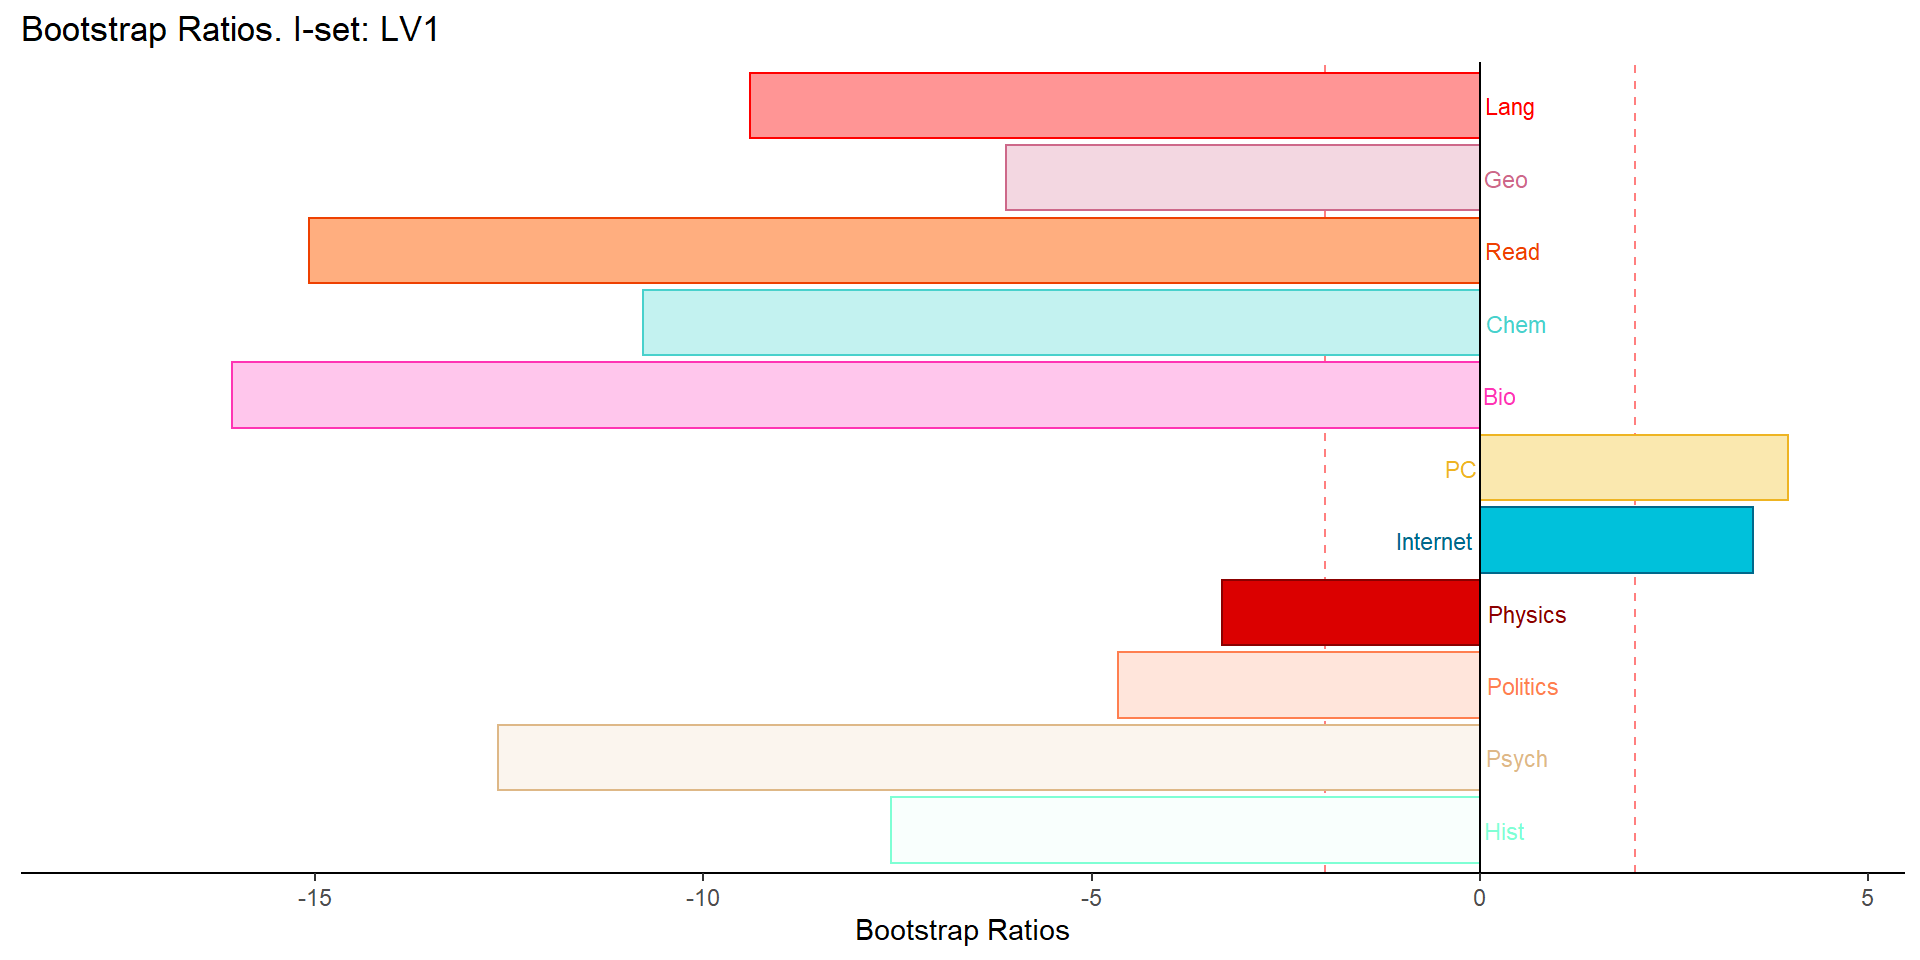 Bootstrap Ratios. I-set: LV1
Lang
Geo
Read
Chem
Bio
PC
Internet
Physics
Politics
Psych
Hist
-15 -10 -5 0 5
Bootstrap Ratios